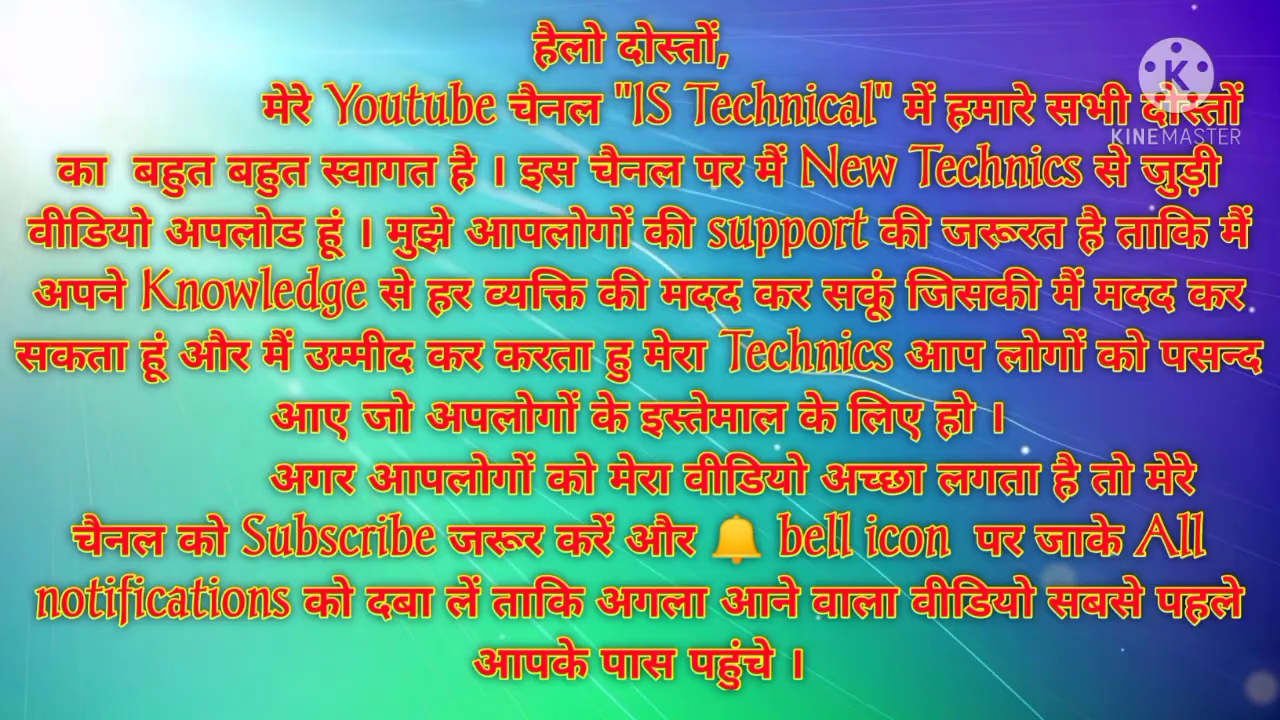 हैलो दोस्तों,
मेरे Youtube चैनल "IS Technical" में हमारे सभी दोस्तों
का बहुत बहुत स्वागत है । इस चैनल पर मैं New Technics से जुड़ी
वीडियो अपलोड हूं । मुझे आपलोगों की support की जरूरत है ताकि मैं
अपने Knowledge से हर व्यक्ति की मदद कर सकूं जिसकी मैं मदद कर
सकता हूं और मैं उम्मीद कर करता हु मेरा Technics आप लोगों को पसन्द
आए जो अपलोगों के इस्तेमाल के लिए हो ।
अगर आपलोगों को मेरा वीडियो अच्छा लगता है तो मेरे
चैनल को Subscribe जरूर करें और 🔔 bell icon पर जाके All
notifications को दबा लें ताकि अगला आने वाला वीडियो सबसे पहले
आपके पास पहुंचे ।
K
KINEMASTER